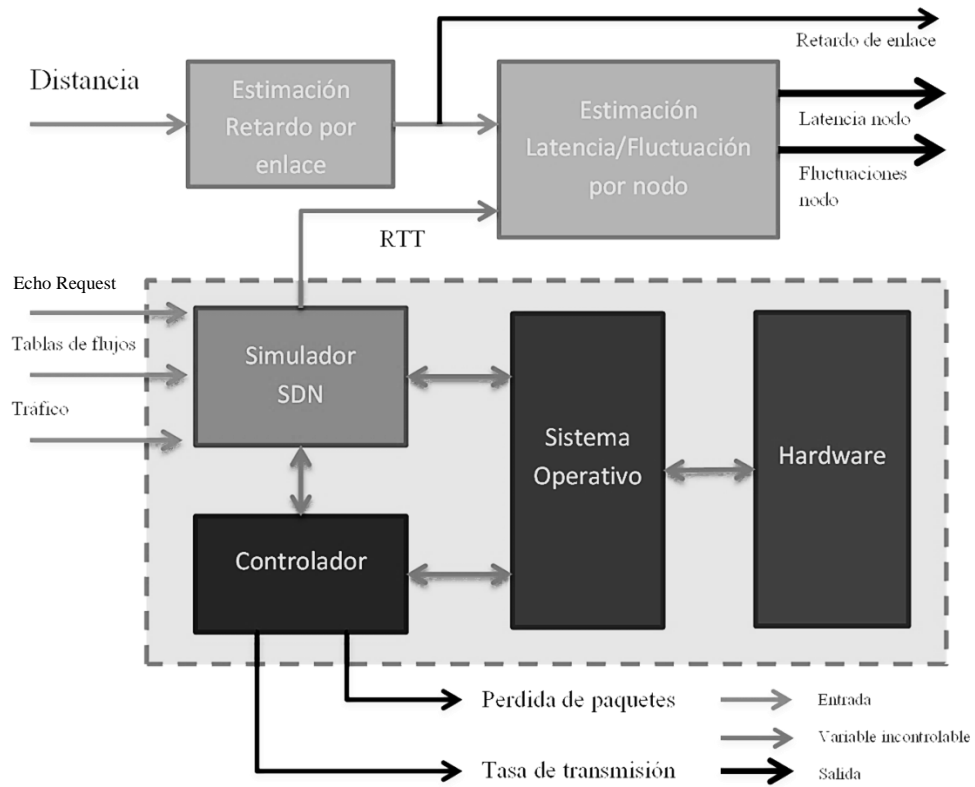 Retardo de enlace
Distancia
Estimación
Retardo por
enlace
Estimación
Latencia/Fluctuación
por nodo
Latencia nodo
Fluctuaciones
nodo
RTT
Echo Request
Tablas de flujos
Tráfico
Simulador
SDN
Sistema
Operativo
Hardware
Controlador
Perdida de paquetes
Tasa de transmisión
Entrada
Variable incontrolable
Salida